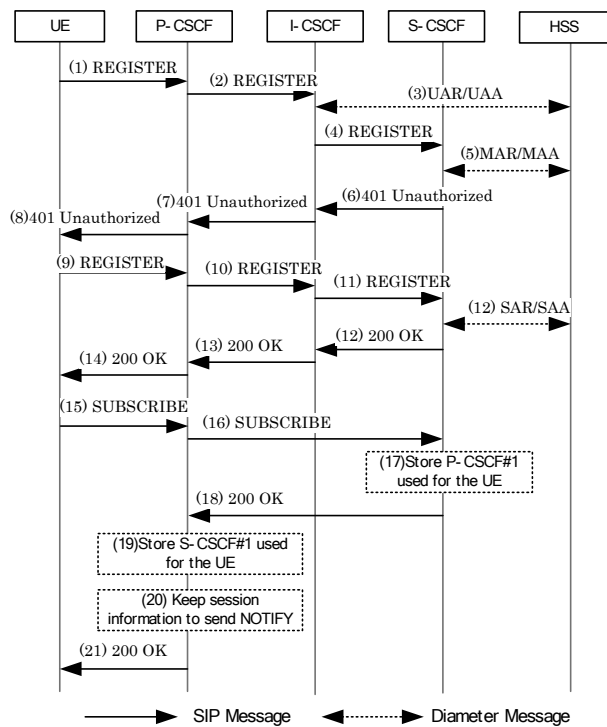 UE P-CSCF I-CSCF S-CSCF HSS
(1) REGISTER
(2) REGISTER
(3)UAR/UAA
(4) REGISTER
(5)MAR/MAA
(6)401 Unauthorized
(7)401 Unauthorized
(8)401 Unauthorized
(9) REGISTER
(10) REGISTER
(11) REGISTER
(12) SAR/SAA
(12) 200 OK
(13) 200 OK
(14) 200 OK
(15) SUBSCRIBE
(16) SUBSCRIBE
(17)Store P-CSCF#1
used for the UE
(18) 200 OK
(19)Store S-CSCF#1 used
for the UE
(20) Keep session
information to send NOTIFY
(21) 200 OK
SIP Message Diameter Message